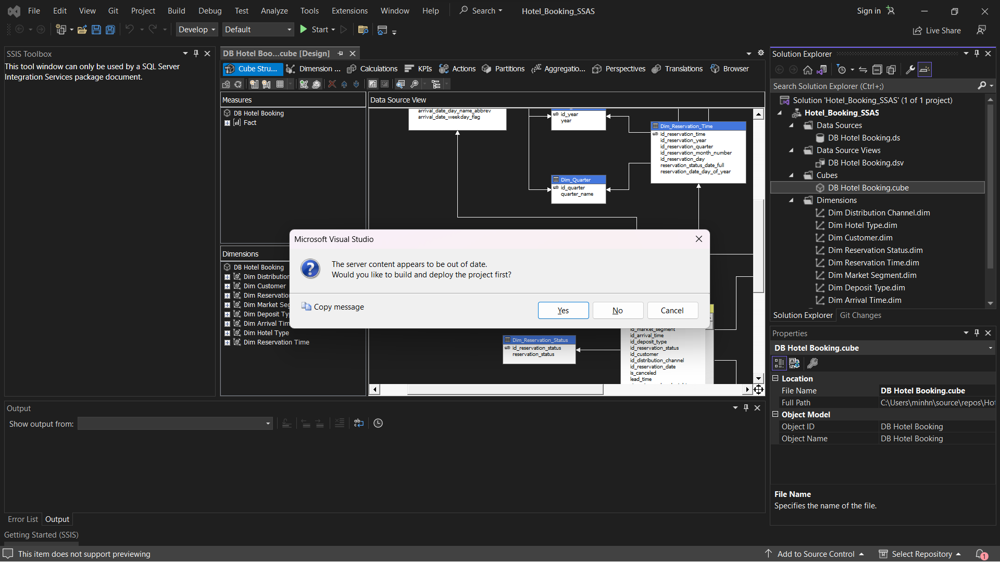 File Edit View Git Project Build Debug Test Analyze Tools Extensions Window Help Search Hotel_Booking_SSAS Sign in
Develop Default Start Live Share
SSIS Toolbox
This tool window can only be used by a SQL Server
Integration Services package document.
DB Hotel Boo...cube [Design]
Cube Stru... Dimension ... Calculations KPIs Actions Partitions Aggregatio... Perspectives Translations Browser
Measures
DB Hotel Booking
Fact
Dimensions
DB Hotel Booking
Dim Distribution
Dim Customer
Dim Reservatio
Dim Market Seg
Dim Deposit Typ
Dim Arrival Tim
Dim Hotel Type
Dim Reservation Time
Data Source View
arrival_date_day_name_abbrev
arrival_date_weekday_flag
id_year
year
Dim_Reservation_Time
id_reservation_time
id_reservation_year
id_reservation_quarter
id_reservation_month_number
id_reservation_day
reservation_status_date_full
reservation_date_day_of_year
Dim_Quarter
id_quarter
quarter_name
Microsoft Visual Studio
The server content appears to be out of date.
Would you like to build and deploy the project first?
Copy message
Yes No Cancel
Dim_Reservation_Status
id_reservation_status
reservation_status
id_market_segment
id_arrival_time
id_deposit_type
id_reservation_status
id_customer
id_distribution_channel
id_reservation_date
is_canceled
lead_time
Solution Explorer
Search Solution Explorer (Ctrl+;)
Solution 'Hotel_Booking_SSAS' (1 of 1 project)
Hotel_Booking_SSAS
Data Sources
DB Hotel Booking.ds
Data Source Views
DB Hotel Booking.dsv
Cubes
DB Hotel Booking.cube
Dimensions
Dim Distribution Channel.dim
Dim Hotel Type.dim
Dim Customer.dim
Dim Reservation Status.dim
Dim Reservation Time.dim
Dim Market Segment.dim
Dim Deposit Type.dim
Dim Arrival Time.dim
Solution Explorer Git Changes
Properties
DB Hotel Booking.cube
Location
File Name DB Hotel Booking.cube
Full Path C:\Users\minhn\source\repos\Hot
Object Model
Object ID DB Hotel Booking
Object Name DB Hotel Booking
File Name
Specifies the name of the file.
Output
Show output from:
Error List Output
Getting Started (SSIS)
This item does not support previewing
Add to Source Control Select Repository 1